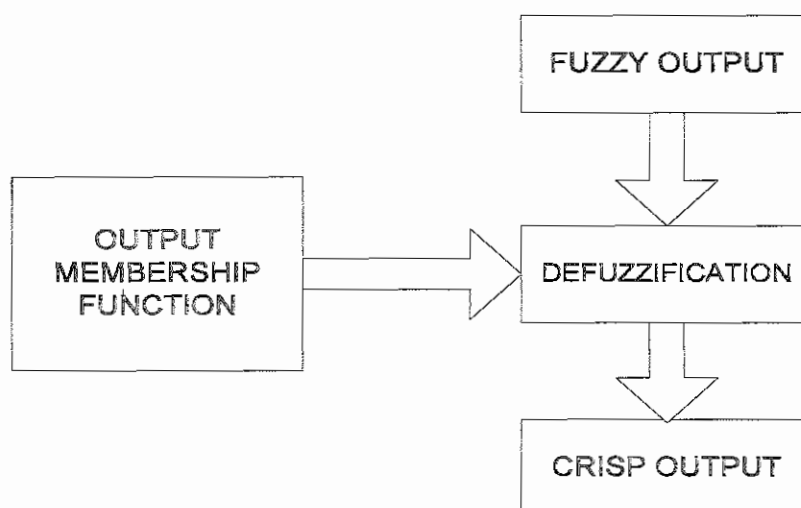 FUZZY OUTPUT
OUTPUT
MEMBERSHIP
FUNCTION
DEFUZZIFICATION
CRISP OUTPUT